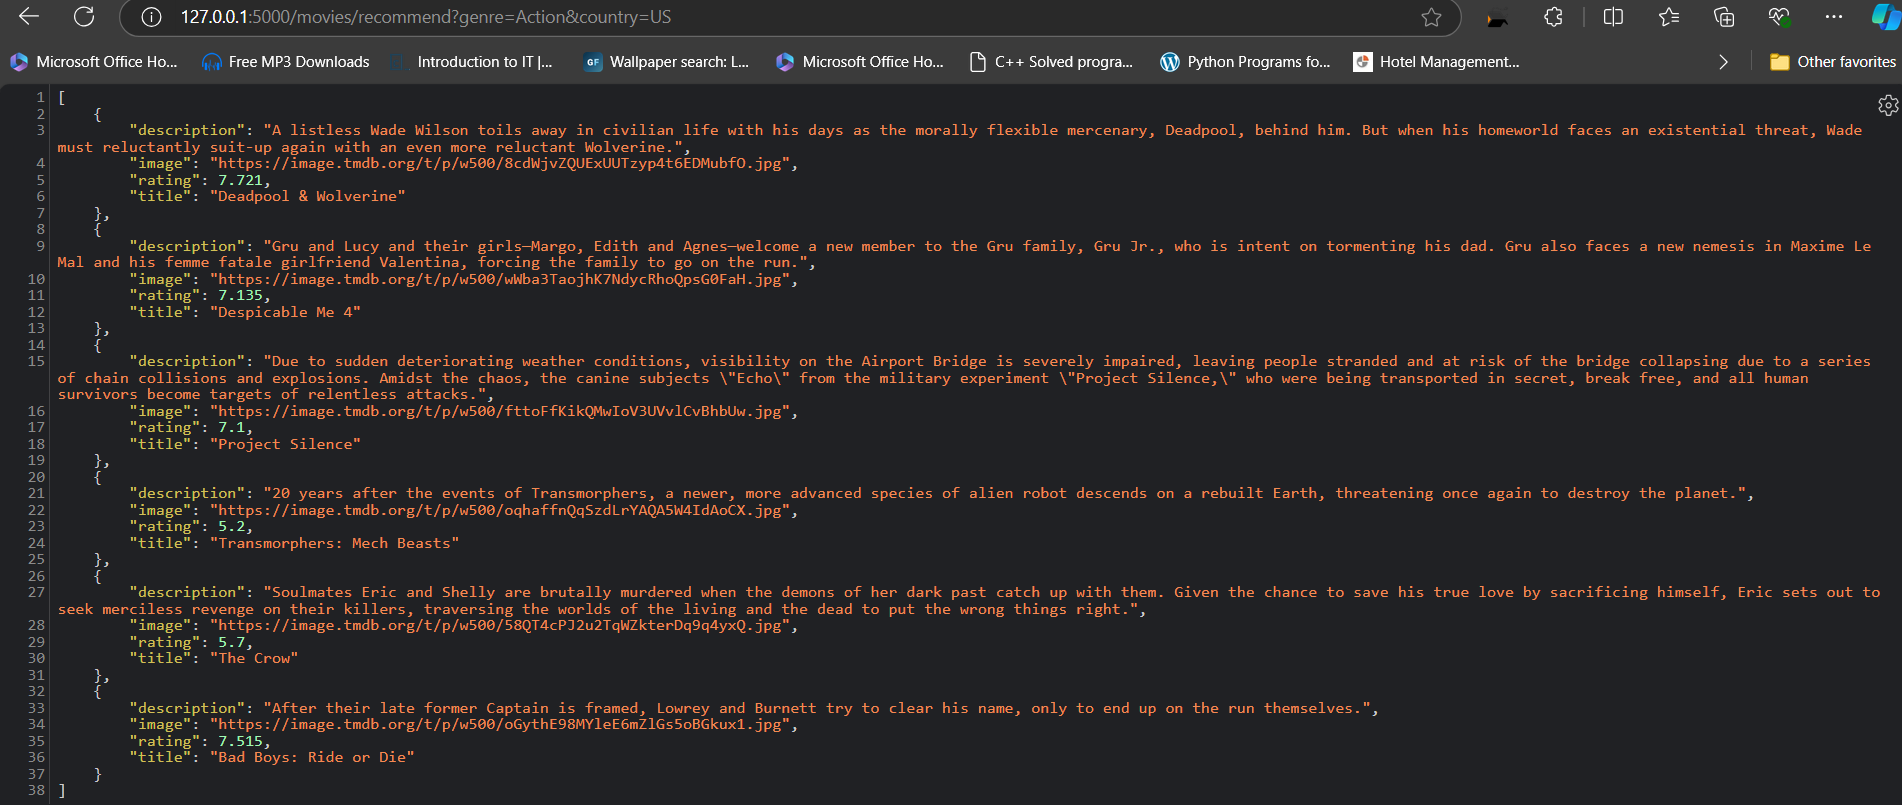 127.0.0.1:5000/movies/recommend?genre=Action&country=US
Microsoft Office Ho... Free MP3 Downloads Introduction to IT |... GF Wallpaper search: L... Microsoft Office Ho... C++ Solved progra... Python Programs fo... Hotel Management... Other favorites
1 [
2 {
3 "description": "A listless Wade Wilson toils away in civilian life with his days as the morally flexible mercenary, Deadpool, behind him. But when his homeworld faces an existential threat, Wade
must reluctantly suit-up again with an even more reluctant Wolverine.",
4 "image": "https://image.tmdb.org/t/p/w500/8cdWjvZQUExUUTzyp4t6EDMubfO.jpg",
5 "rating": 7.721,
6 "title": "Deadpool & Wolverine"
7 },
8 {
9 "description": "Gru and Lucy and their girls—Margo, Edith and Agnes—welcome a new member to the Gru family, Gru Jr., who is intent on tormenting his dad. Gru also faces a new nemesis in Maxime Le
Mal and his femme fatale girlfriend Valentina, forcing the family to go on the run.",
10 "image": "https://image.tmdb.org/t/p/w500/wWba3TaojhK7NdycRhoQpsG0FaH.jpg",
11 "rating": 7.135,
12 "title": "Despicable Me 4"
13 },
14 {
15 "description": "Due to sudden deteriorating weather conditions, visibility on the Airport Bridge is severely impaired, leaving people stranded and at risk of the bridge collapsing due to a series
of chain collisions and explosions. Amidst the chaos, the canine subjects \"Echo\" from the military experiment \"Project Silence,\" who were being transported in secret, break free, and all human
survivors become targets of relentless attacks.",
16 "image": "https://image.tmdb.org/t/p/w500/fttoFfKikQMwIoV3UVvlCvBhbUw.jpg",
17 "rating": 7.1,
18 "title": "Project Silence"
19 },
20 {
21 "description": "20 years after the events of Transmorphers, a newer, more advanced species of alien robot descends on a rebuilt Earth, threatening once again to destroy the planet.",
22 "image": "https://image.tmdb.org/t/p/w500/oqhaffnQqSzdLrYAQA5W4IdAoCX.jpg",
23 "rating": 5.2,
24 "title": "Transmorphers: Mech Beasts"
25 },
26 {
27 "description": "Soulmates Eric and Shelly are brutally murdered when the demons of her dark past catch up with them. Given the chance to save his true love by sacrificing himself, Eric sets out to
seek merciless revenge on their killers, traversing the worlds of the living and the dead to put the wrong things right.",
28 "image": "https://image.tmdb.org/t/p/w500/58QT4cPJ2u2TqWZkterDq9q4yxQ.jpg",
29 "rating": 5.7,
30 "title": "The Crow"
31 },
32 {
33 "description": "After their late former Captain is framed, Lowrey and Burnett try to clear his name, only to end up on the run themselves.",
34 "image": "https://image.tmdb.org/t/p/w500/oGythE98MYleE6mZlGs5oBGkux1.jpg",
35 "rating": 7.515,
36 "title": "Bad Boys: Ride or Die"
37 }
38 ]